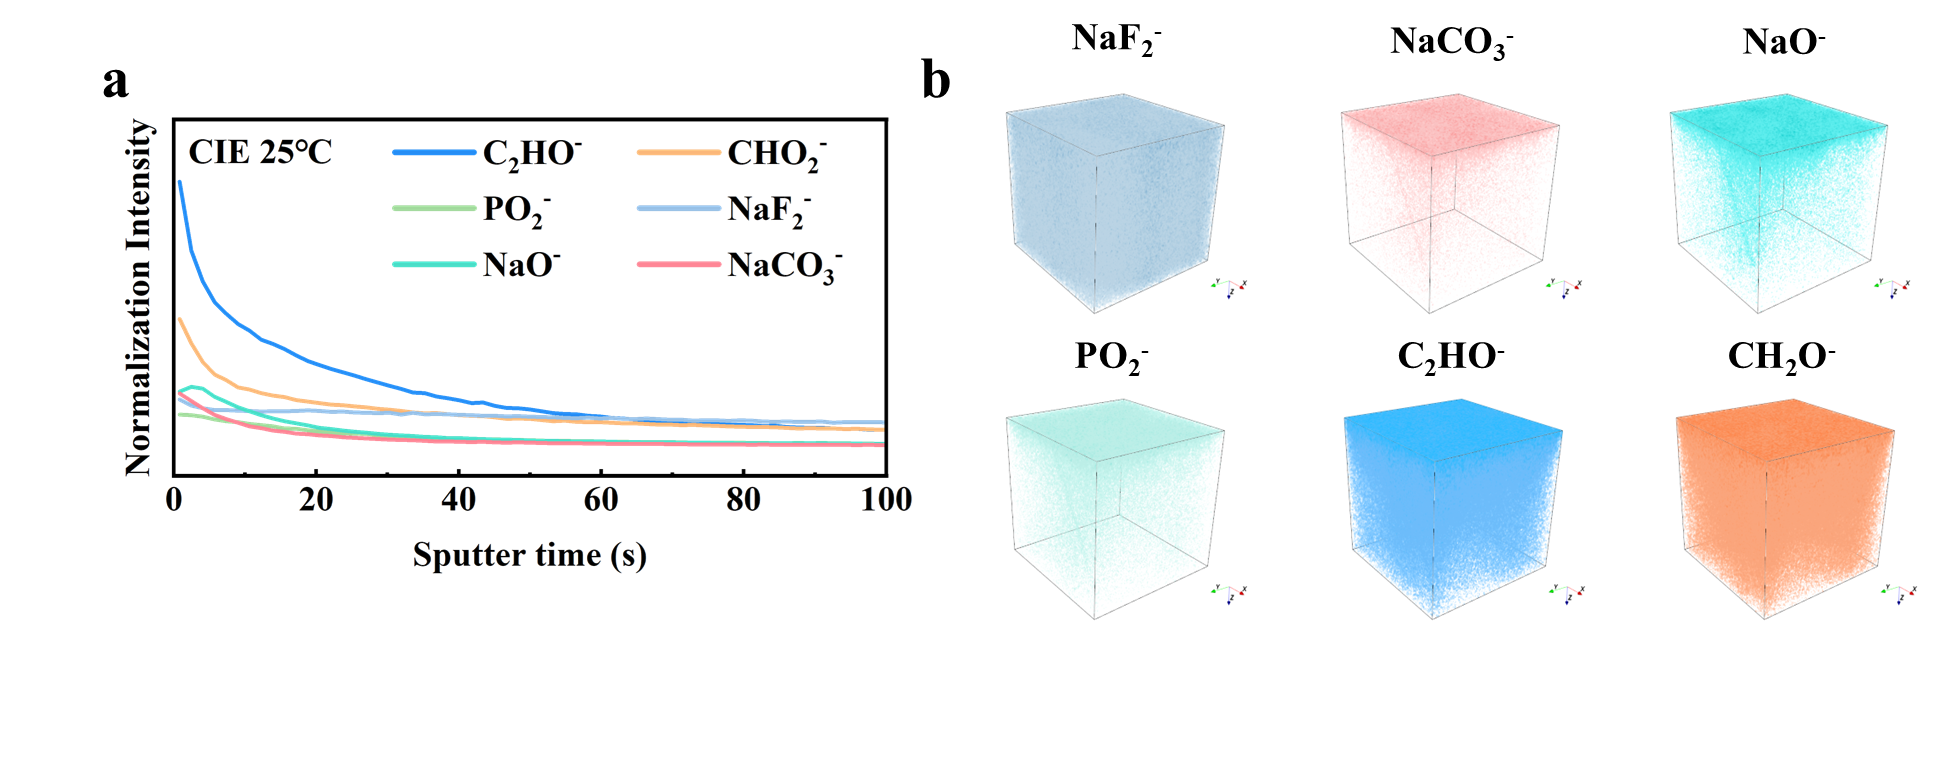 a
CIE 25°C
C₂HO⁻
CHO₂⁻
PO₂⁻
NaF₂⁻
NaO⁻
NaCO₃⁻
Normalization Intensity
0 20 40 60 80 100
Sputter time (s)
b
NaF₂⁻
NaCO₃⁻
NaO⁻
Y Z X
Y Z X
Y Z X
PO₂⁻
C₂HO⁻
CH₂O⁻
Y Z X
Y Z X
Y Z X